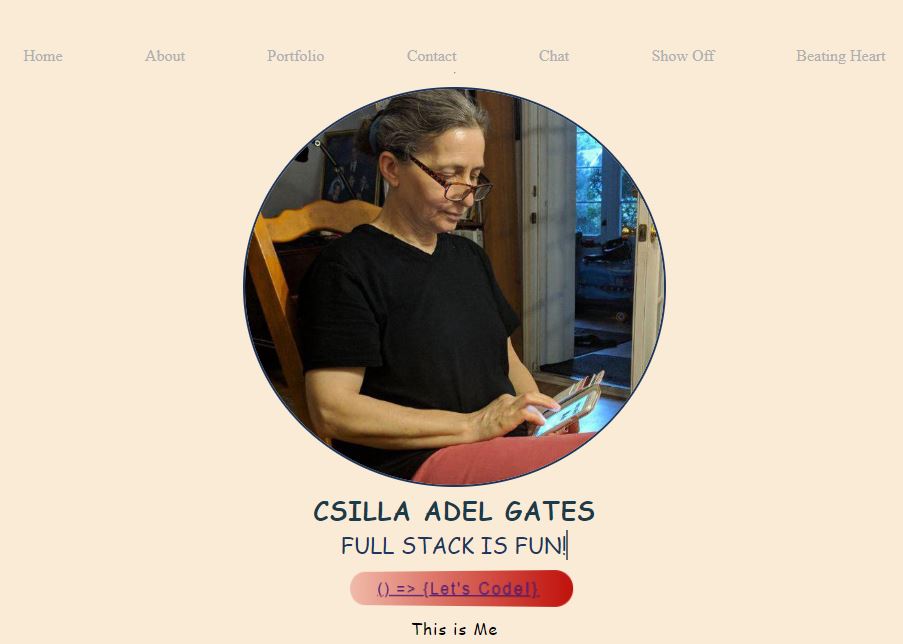 Home About Portfolio Contact Chat Show Off Beating Heart
CSILLA ADEL GATES
FULL STACK IS FUN!
() => {Let's Code!}
This is Me